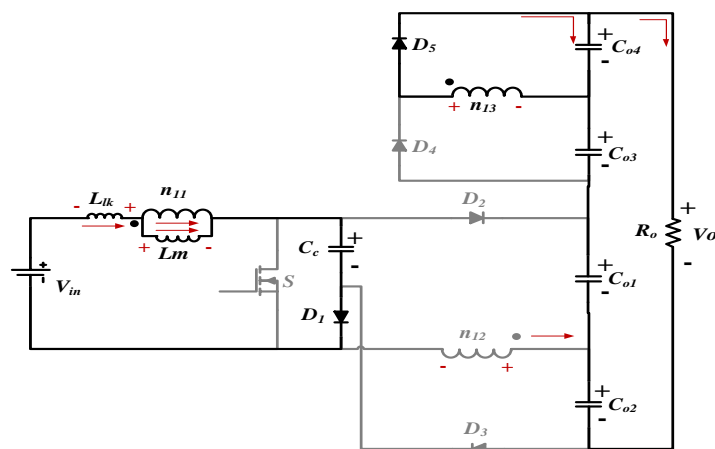 +
D5
Co4
-
n13
+ -
+
D4
Co3
-
n11
Llk
- +
D2
+
+ Lm -
Cc
-
+
Ro
Vo
-
+
Vin
S
+
Co1
-
D1
n12
- +
+
Co2
-
D3